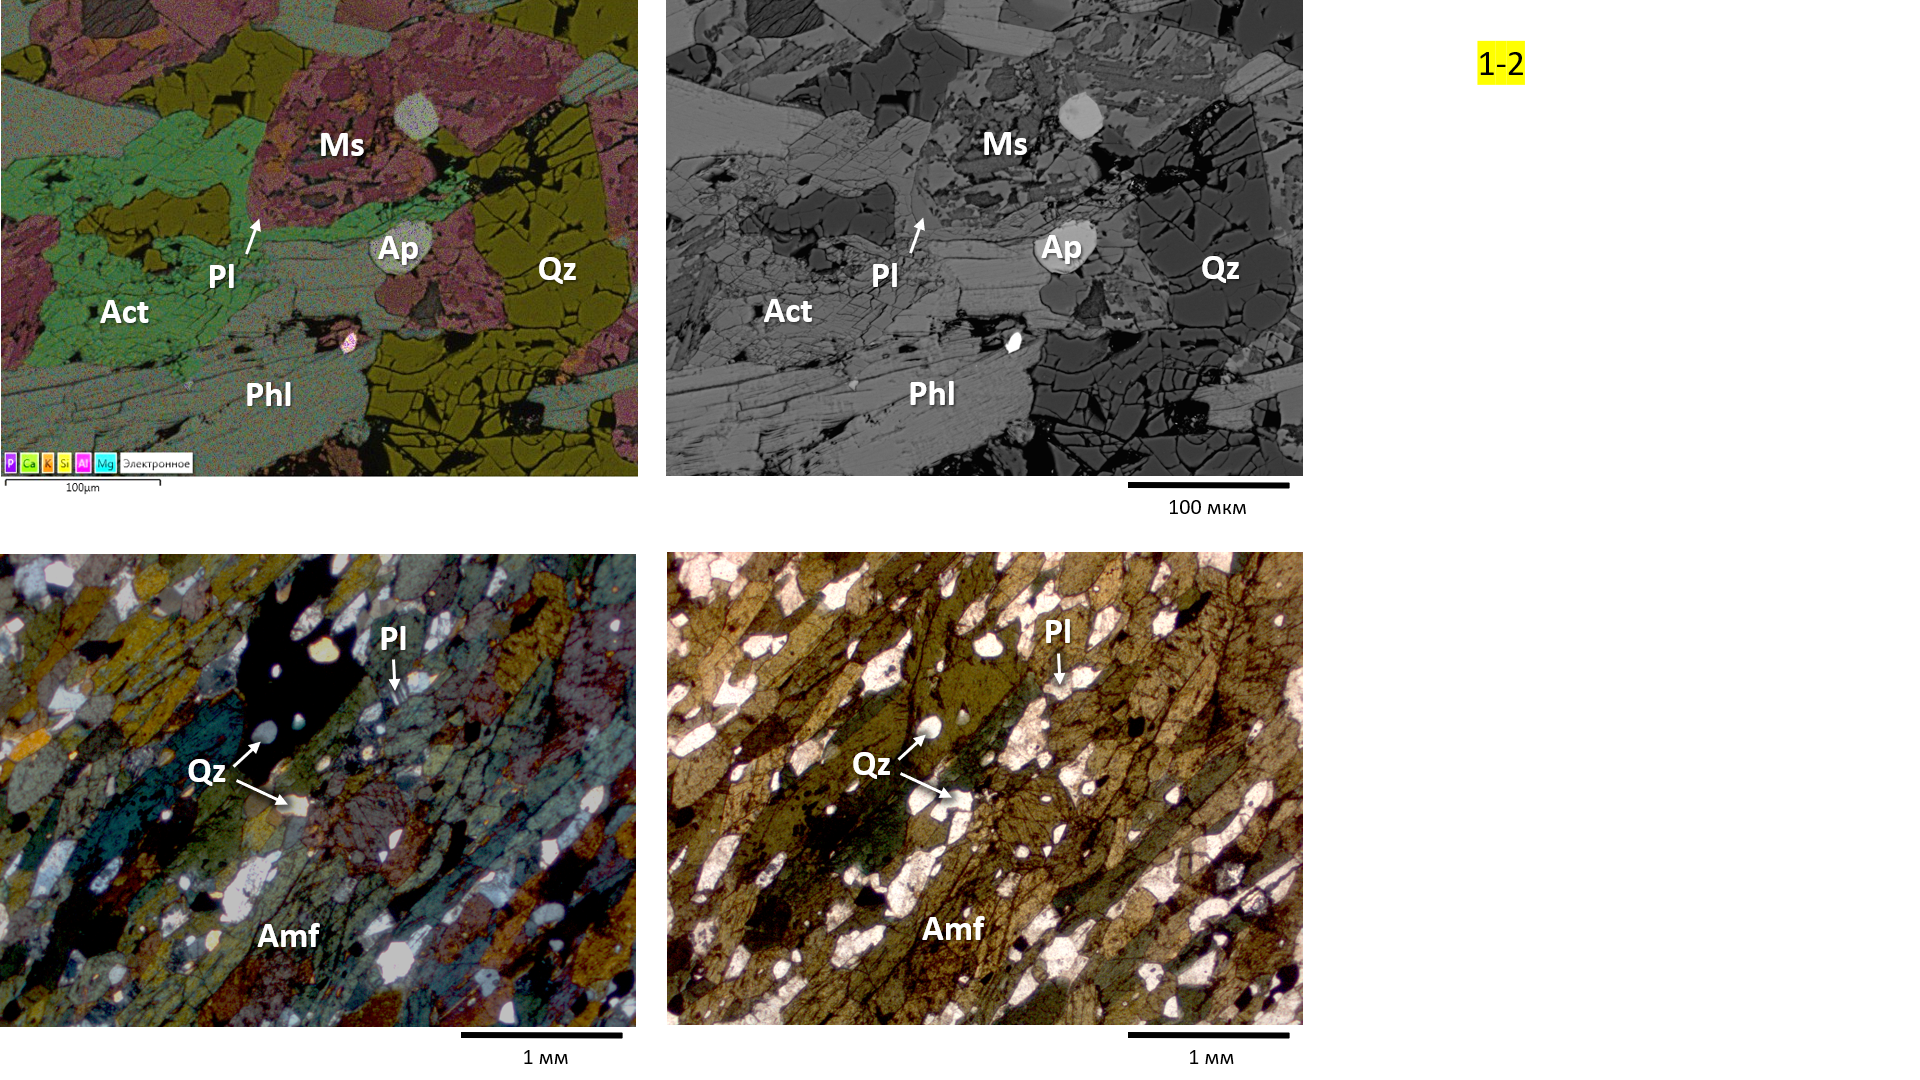 1-2
Ms
Ap
Pl
Qz
Act
Phl
P Ca K Si Al Mg Электронное
100μm
Ms
Ap
Pl
Qz
Act
Phl
100 мкм
Pl
Qz
Amf
1 мм
Pl
Qz
Amf
1 мм